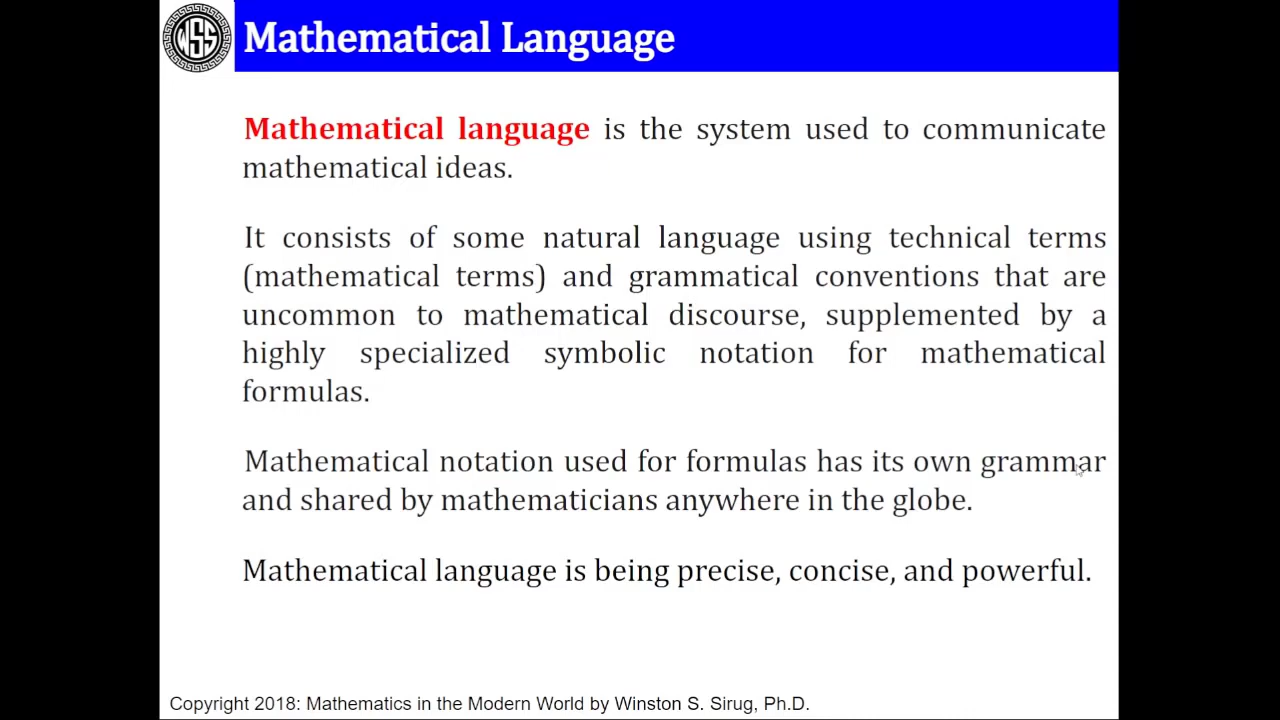 WSS
Mathematical Language
Mathematical language is the system used to communicate
mathematical ideas.
It consists of some natural language using technical terms
(mathematical terms) and grammatical conventions that are
uncommon to mathematical discourse, supplemented by a
highly specialized symbolic notation for mathematical
formulas.
Mathematical notation used for formulas has its own grammar
and shared by mathematicians anywhere in the globe.
Mathematical language is being precise, concise, and powerful.
Copyright 2018: Mathematics in the Modern World by Winston S. Sirug, Ph.D.